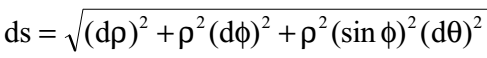 ds = √((dρ)² + ρ²(dϕ)² + ρ²(sin ϕ)²(dθ)²)